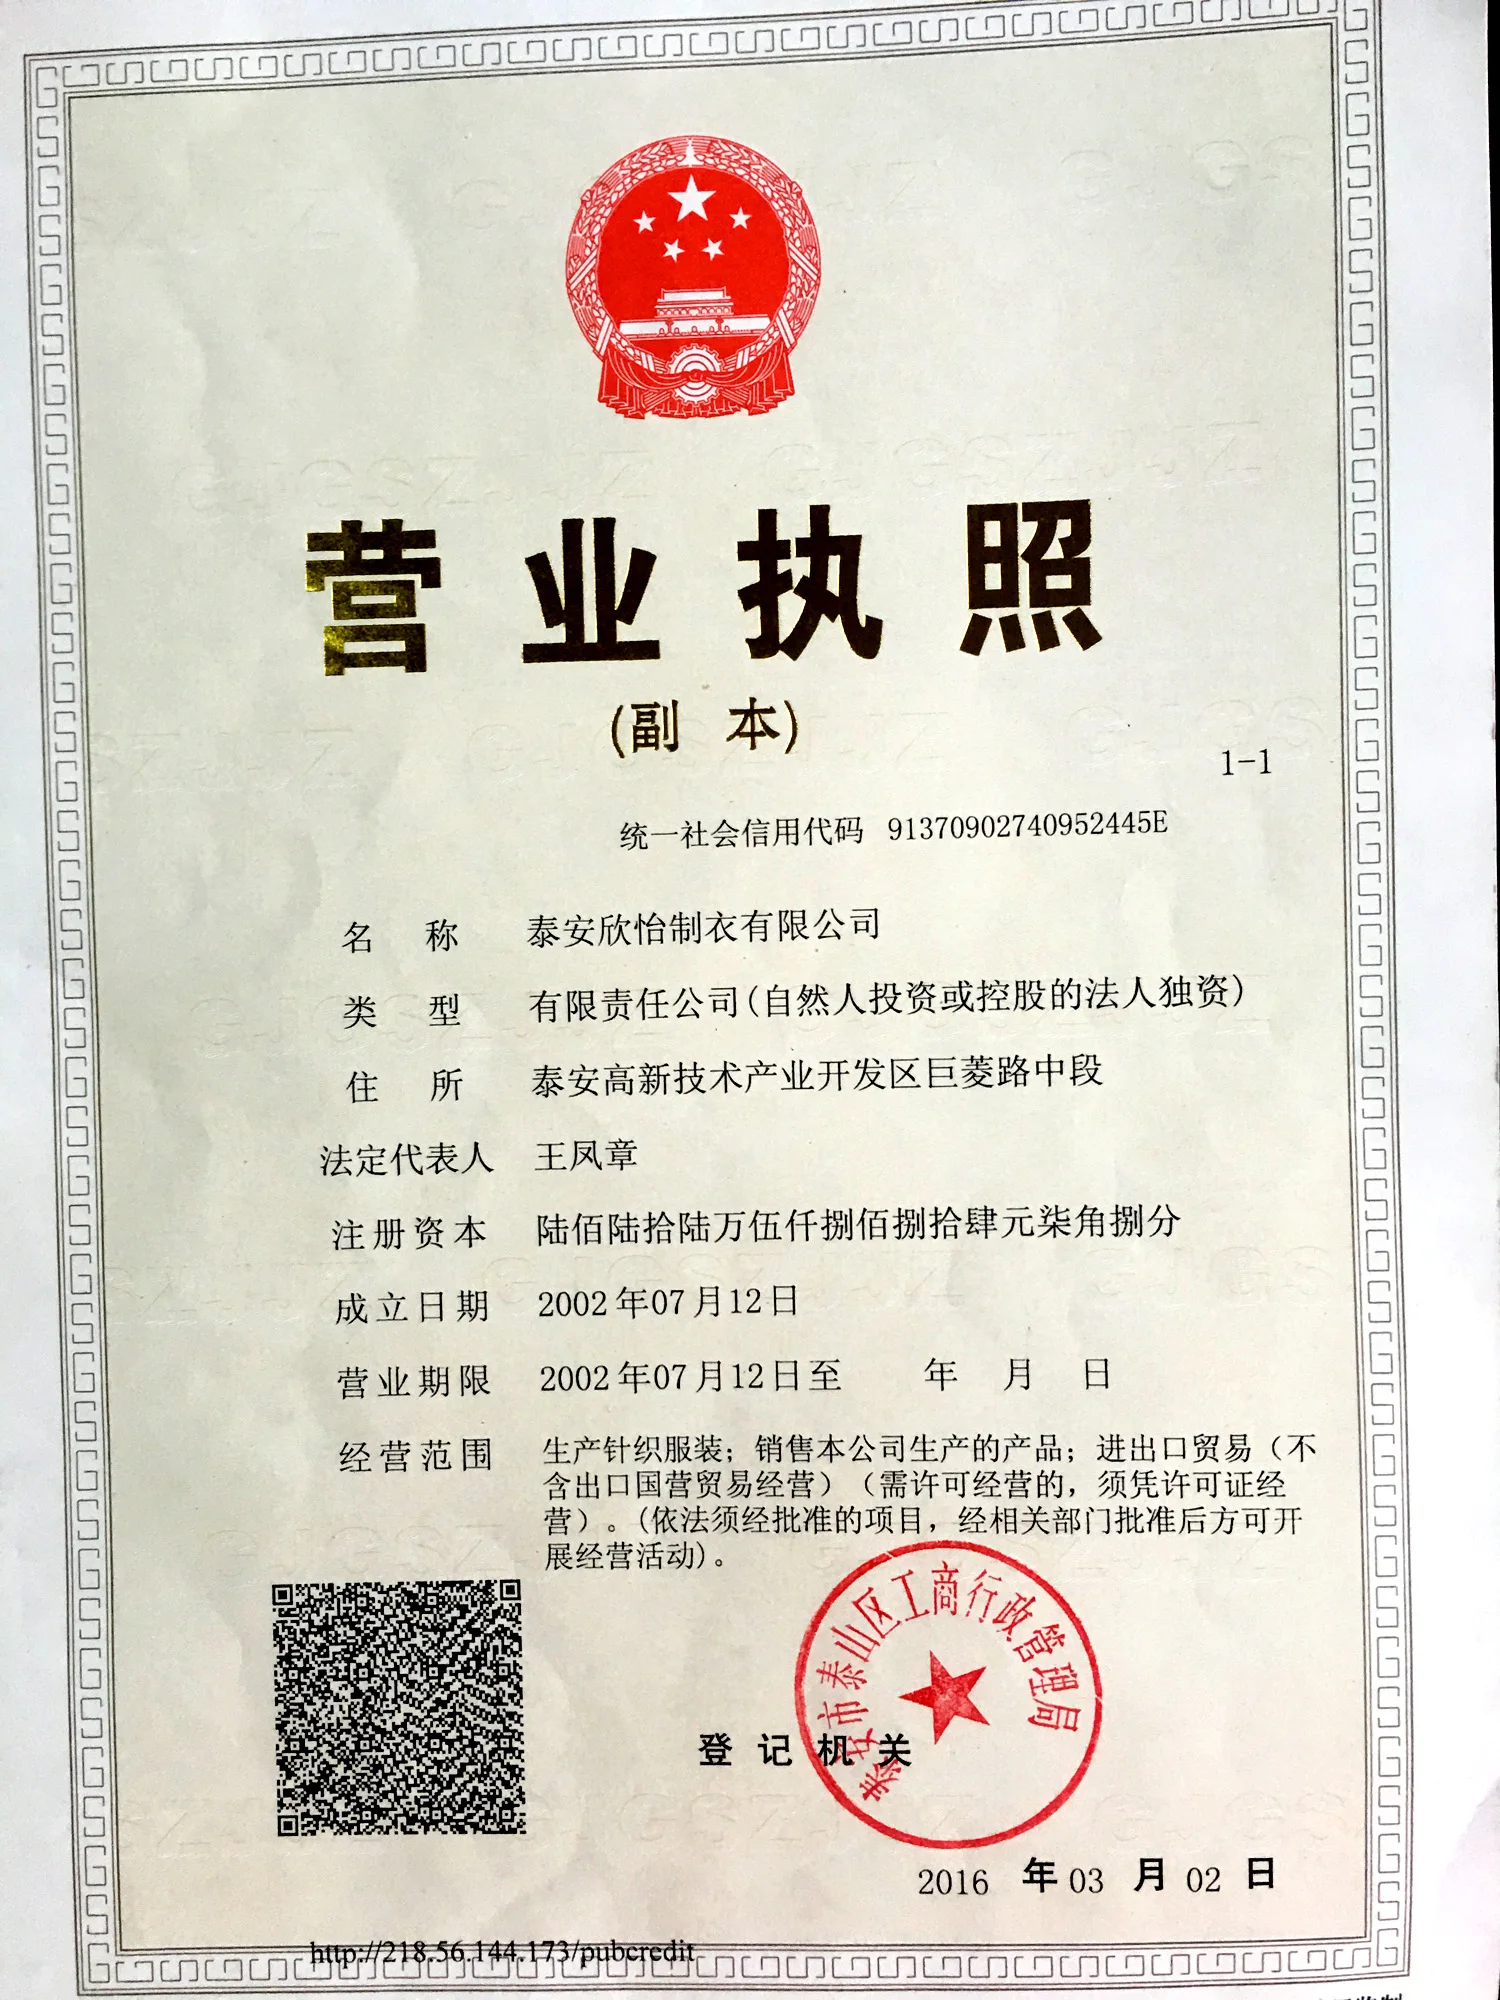 营业执照
(副 本)
1-1
统一社会信用代码 91370902740952445E
名 称 泰安欣怡制衣有限公司
类 型 有限责任公司(自然人投资或控股的法人独资)
住 所 泰安高新技术产业开发区巨菱路中段
法定代表人 王凤章
注册资本 陆佰陆拾陆万伍仟捌佰捌拾肆元柒角捌分
成立日期 2002年07月12日
营业期限 2002年07月12日至 年 月 日
经营范围 生产针织服装；销售本公司生产的产品；进出口贸易（不
含出口国营贸易经营）（需许可经营的，须凭许可证经
营）。(依法须经批准的项目，经相关部门批准后方可开
展经营活动)。
泰安市泰山区工商行政管理局
登记机关
2016 年 03 月 02 日
http://218.56.144.173/pubcredit